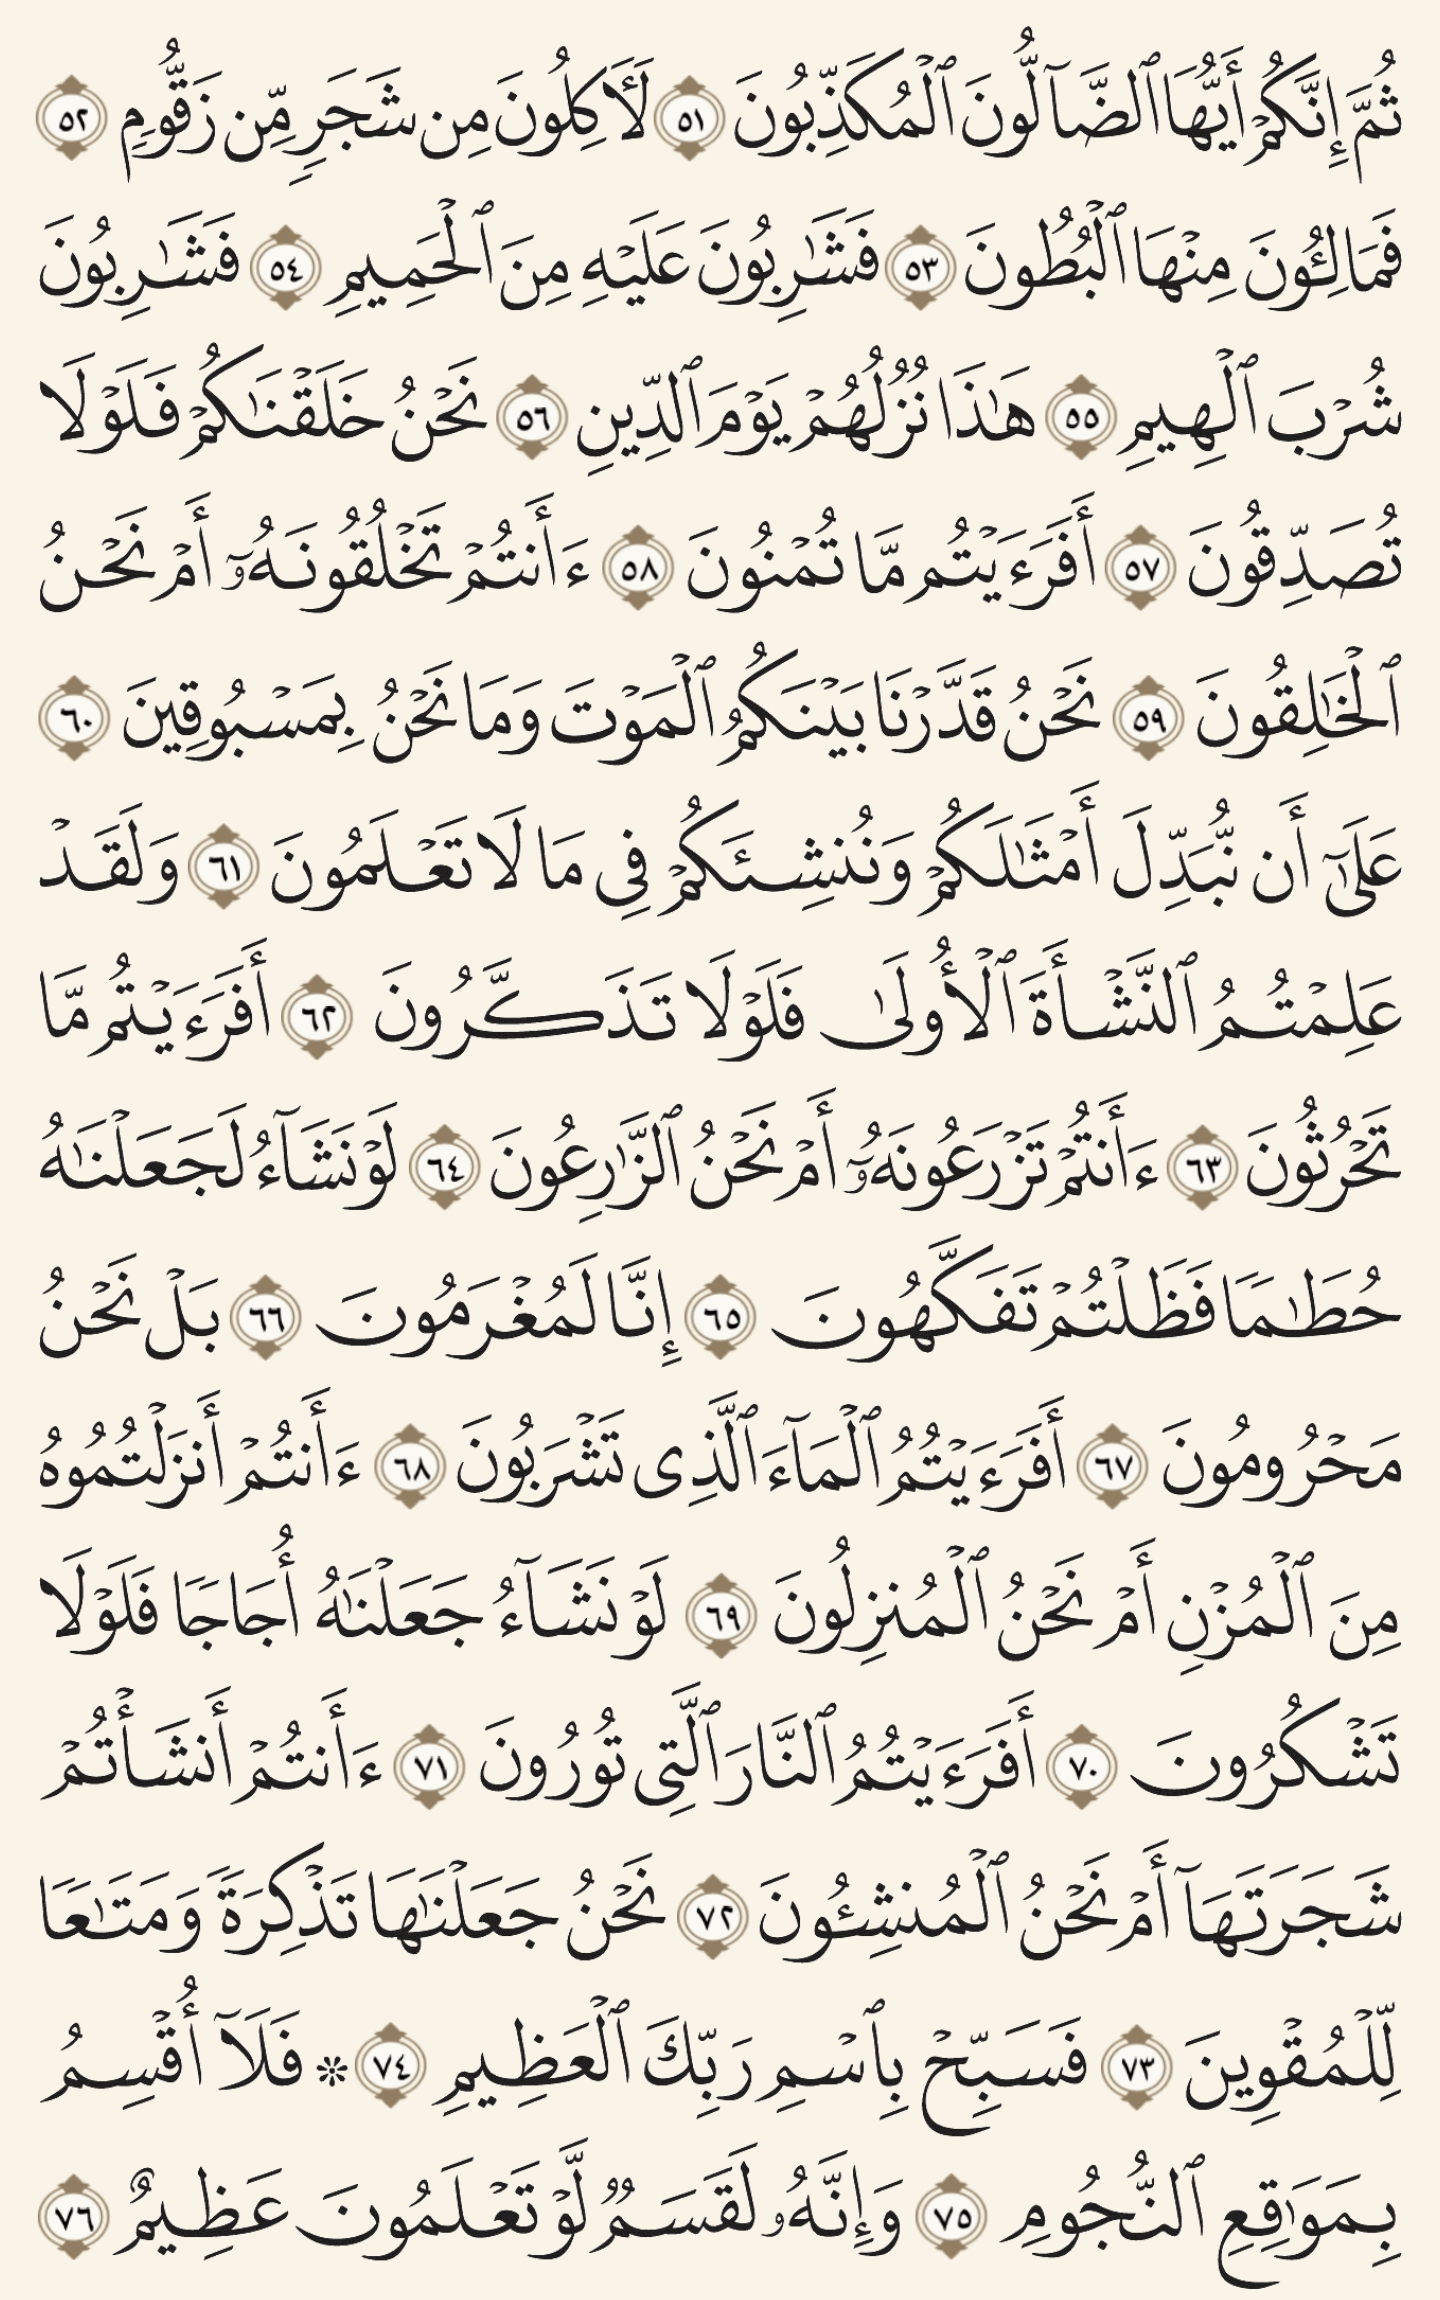 ثُمَّ إِنَّكُمۡ أَيُّهَا ٱلضَّآلُّونَ ٱلۡمُكَذِّبُونَ ٥١ لَأٓكِلُونَ مِن شَجَرٖ مِّن زَقُّومٖ ٥٢
فَمَالِـُٔونَ مِنۡهَا ٱلۡبُطُونَ ٥٣ فَشَٰرِبُونَ عَلَيۡهِ مِنَ ٱلۡحَمِيمِ ٥٤ فَشَٰرِبُونَ
شُرۡبَ ٱلۡهِيمِ ٥٥ هَٰذَا نُزُلُهُمۡ يَوۡمَ ٱلدِّينِ ٥٦ نَحۡنُ خَلَقۡنَٰكُمۡ فَلَوۡلَا
تُصَدِّقُونَ ٥٧ أَفَرَءَيۡتُم مَّا تُمۡنُونَ ٥٨ ءَأَنتُمۡ تَخۡلُقُونَهُۥٓ أَمۡ نَحۡنُ
ٱلۡخَٰلِقُونَ ٥٩ نَحۡنُ قَدَّرۡنَا بَيۡنَكُمُ ٱلۡمَوۡتَ وَمَا نَحۡنُ بِمَسۡبُوقِينَ ٦٠
عَلَىٰٓ أَن نُّبَدِّلَ أَمۡثَٰلَكُمۡ وَنُنشِئَكُمۡ فِي مَا لَا تَعۡلَمُونَ ٦١ وَلَقَدۡ
عَلِمۡتُمُ ٱلنَّشۡأَةَ ٱلۡأُولَىٰ فَلَوۡلَا تَذَكَّرُونَ ٦٢ أَفَرَءَيۡتُم مَّا
تَحۡرُثُونَ ٦٣ ءَأَنتُمۡ تَزۡرَعُونَهُۥٓ أَمۡ نَحۡنُ ٱلزَّٰرِعُونَ ٦٤ لَوۡ نَشَآءُ لَجَعَلۡنَٰهُ
حُطَٰمٗا فَظَلۡتُمۡ تَفَكَّهُونَ ٦٥ إِنَّا لَمُغۡرَمُونَ ٦٦ بَلۡ نَحۡنُ
مَحۡرُومُونَ ٦٧ أَفَرَءَيۡتُمُ ٱلۡمَآءَ ٱلَّذِي تَشۡرَبُونَ ٦٨ ءَأَنتُمۡ أَنزَلۡتُمُوهُ
مِنَ ٱلۡمُزۡنِ أَمۡ نَحۡنُ ٱلۡمُنزِلُونَ ٦٩ لَوۡ نَشَآءُ جَعَلۡنَٰهُ أُجَاجٗا فَلَوۡلَا
تَشۡكُرُونَ ٧٠ أَفَرَءَيۡتُمُ ٱلنَّارَ ٱلَّتِي تُورُونَ ٧١ ءَأَنتُمۡ أَنشَأۡتُمۡ
شَجَرَتَهَآ أَمۡ نَحۡنُ ٱلۡمُنشِـُٔونَ ٧٢ نَحۡنُ جَعَلۡنَٰهَا تَذۡكِرَةٗ وَمَتَٰعٗا
لِّلۡمُقۡوِينَ ٧٣ فَسَبِّحۡ بِٱسۡمِ رَبِّكَ ٱلۡعَظِيمِ ٧٤ ۞ فَلَآ أُقۡسِمُ
بِمَوَٰقِعِ ٱلنُّجُومِ ٧٥ وَإِنَّهُۥ لَقَسَمٞ لَّوۡ تَعۡلَمُونَ عَظِيمٌ ٧٦